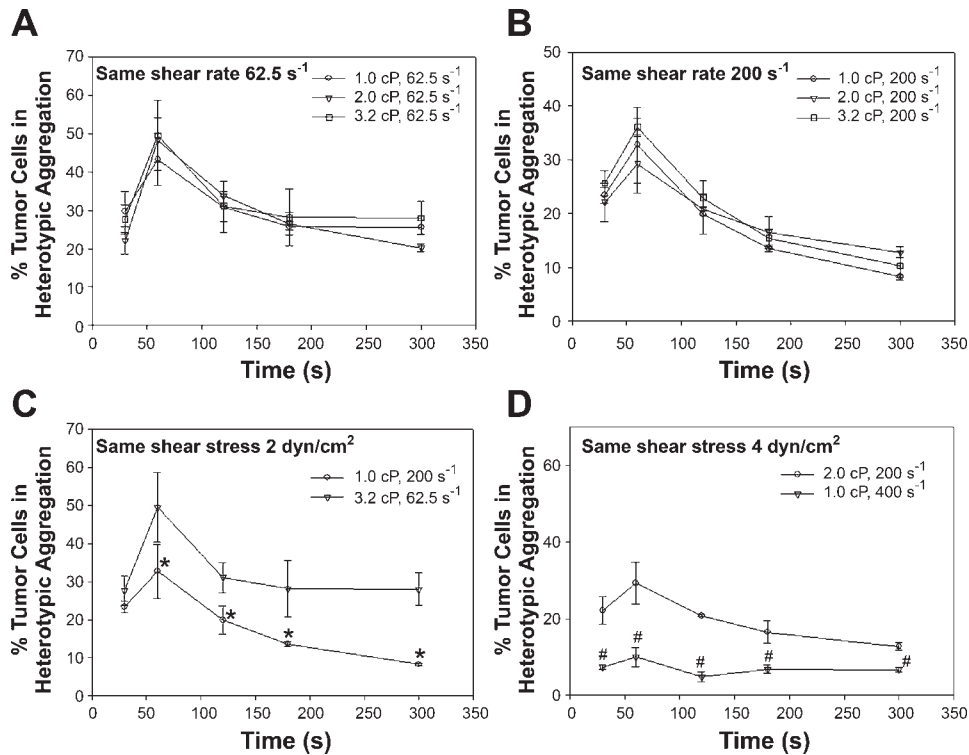 A
% Tumor Cells in
Heterotypic Aggregation
70
60
50
40
30
20
10
0
Same shear rate 62.5 s⁻¹
1.0 cP, 62.5 s⁻¹
2.0 cP, 62.5 s⁻¹
3.2 cP, 62.5 s⁻¹
0 50 100 150 200 250 300 350
Time (s)
B
% Tumor Cells in
Heterotypic Aggregation
50
40
30
20
10
0
Same shear rate 200 s⁻¹
1.0 cP, 200 s⁻¹
2.0 cP, 200 s⁻¹
3.2 cP, 200 s⁻¹
0 50 100 150 200 250 300 350
Time (s)
C
% Tumor Cells in
Heterotypic Aggregation
70
60
50
40
30
20
10
0
Same shear stress 2 dyn/cm²
1.0 cP, 200 s⁻¹
3.2 cP, 62.5 s⁻¹
* * * *
0 50 100 150 200 250 300 350
Time (s)
D
% Tumor Cells in
Heterotypic Aggregation
60
40
20
0
Same shear stress 4 dyn/cm²
2.0 cP, 200 s⁻¹
1.0 cP, 400 s⁻¹
# # # # #
0 50 100 150 200 250 300 350
Time (s)